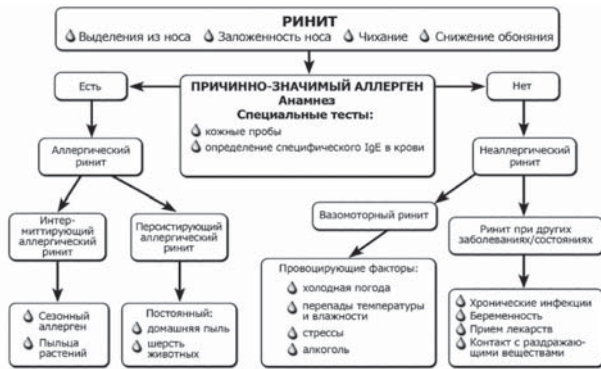 РИНИТ
Выделения из носа Заложенность носа Чихание Снижение обоняния
Есть
ПРИЧИННО-ЗНАЧИМЫЙ АЛЛЕРГЕН
Анамнез
Специальные тесты:
кожные пробы
определение специфического IgE в крови
Нет
Аллергический
ринит
Неаллергический
ринит
Интер-
миттирующий
аллергический
ринит
Персистирующий
аллергический
ринит
Вазомоторный ринит
Ринит при других
заболеваниях/состояниях
Сезонный
аллерген
Пыльца
растений
Постоянный:
домашняя пыль
шерсть
животных
Провоцирующие факторы:
холодная погода
перепады температуры
и влажности
стрессы
алкоголь
Хронические инфекции
Беременность
Прием лекарств
Контакт с раздражаю-
щими веществами